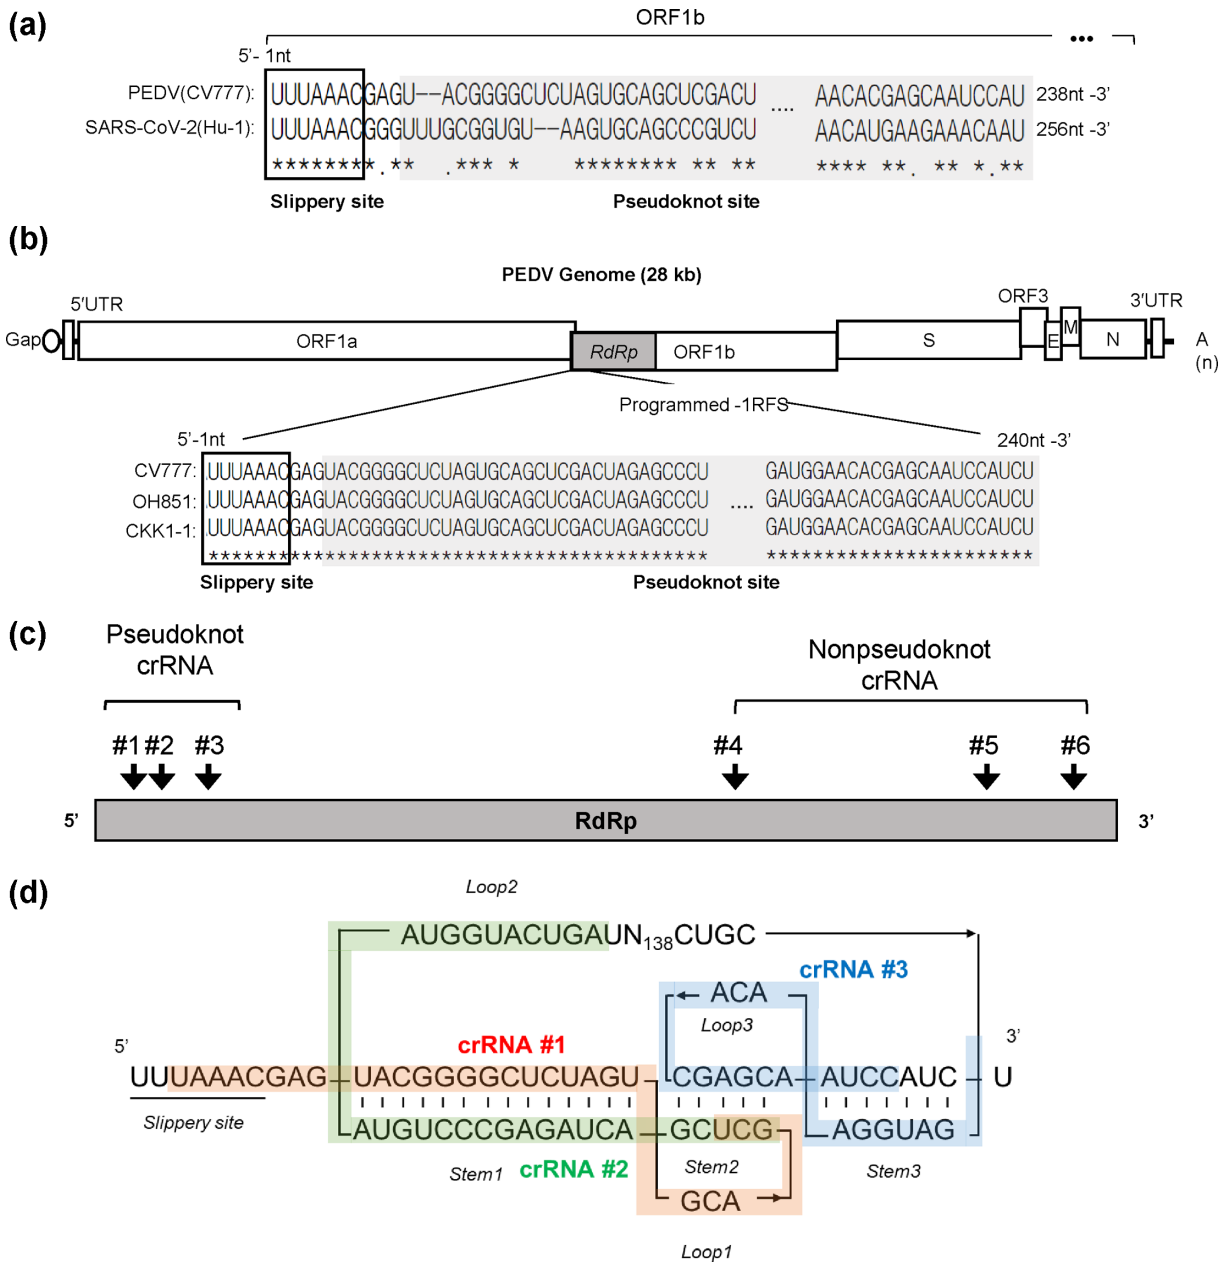 (a)
ORF1b
•••
5’- 1nt
PEDV(CV777): UUUAAACGAGU--ACGGGGCUCUAGUGCAGCUCGACU .... AACACGAGCAAUCCAU 238nt -3’
SARS-CoV-2(Hu-1): UUUAAACGGGUUUGCGGUGU--AAGUGCAGCCCGUCU AACAUGAAGAAACAAU 256nt -3’
********.** .*** * ******** ** ** **** **. *.**
Slippery site Pseudoknot site
(b)
PEDV Genome (28 kb)
5'UTR ORF3 3'UTR
Gap ORF1a RdRp ORF1b S E M N A
(n)
Programmed -1RFS
5’-1nt 240nt -3’
CV777: UUUAAACGAGUACGGGGCUCUAGUGCAGCUCGACUAGAGCCCU GAUGGAACACGAGCAAUCCAUCU
OH851: UUUAAACGAGUACGGGGCUCUAGUGCAGCUCGACUAGAGCCCU .... GAUGGAACACGAGCAAUCCAUCU
CKK1-1: UUUAAACGAGUACGGGGCUCUAGUGCAGCUCGACUAGAGCCCU GAUGGAACACGAGCAAUCCAUCU
******************************************* ***********************
Slippery site Pseudoknot site
(c)
Pseudoknot
crRNA
Nonpseudoknot
crRNA
#1 #2 #3 #4 #5 #6
5’ RdRp 3’
(d)
Loop2
AUGGUACUGAUN138CUGC
crRNA #3
ACA
Loop3
5’ crRNA #1 3’
UUUAAACGAG UACGGGGCUCUAGU CGAGCA AUCCAUC U
Slippery site
AUGUCCCGAGAUCA GCUCG AGGUAG
Stem1 crRNA #2 Stem2 Stem3
GCA
Loop1